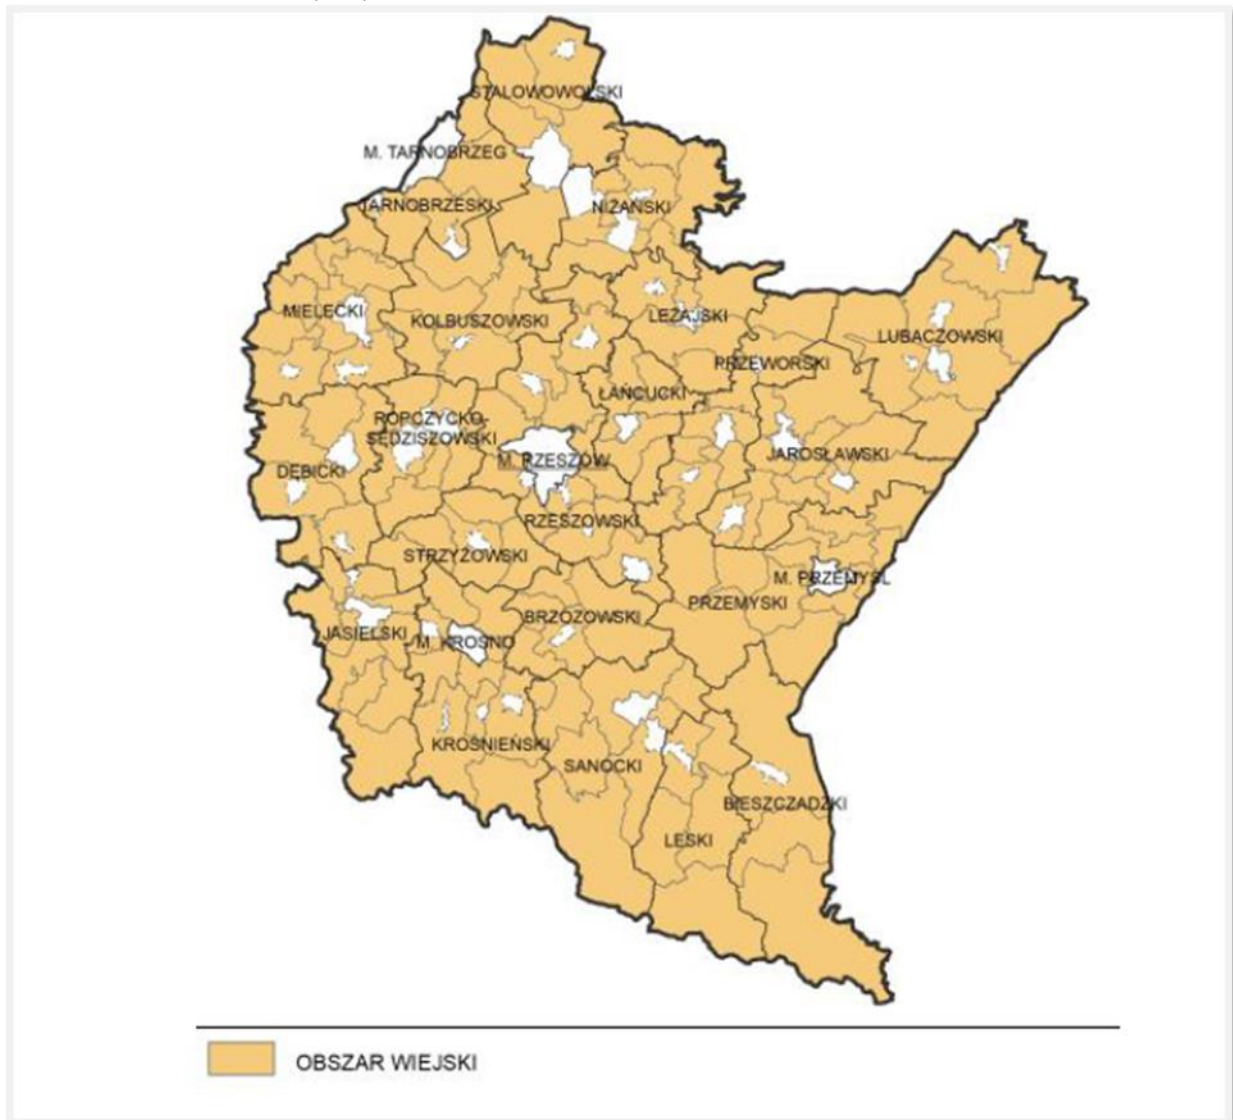 STALOWOWOLSKI
M. TARNOBRZEG
TARNOBRZESKI
NIŻAŃSKI
MIELECKI
KOLBUSZOWSKI
LEŻAJSKI
LUBACZOWSKI
PRZEWORSKI
ŁAŃCUCKI
ROPCZYCKO-
SĘDZISZOWSKI
JAROSŁAWSKI
M. RZESZÓW
DĘBICKI
RZESZOWSKI
STRZYŻOWSKI
M. PRZEMYŚL
PRZEMYSKI
BRZOZOWSKI
JASIELSKI
M. KROSNO
KROŚNIEŃSKI
SANOCKI
BIESZCZADZKI
LESKI
OBSZAR WIEJSKI